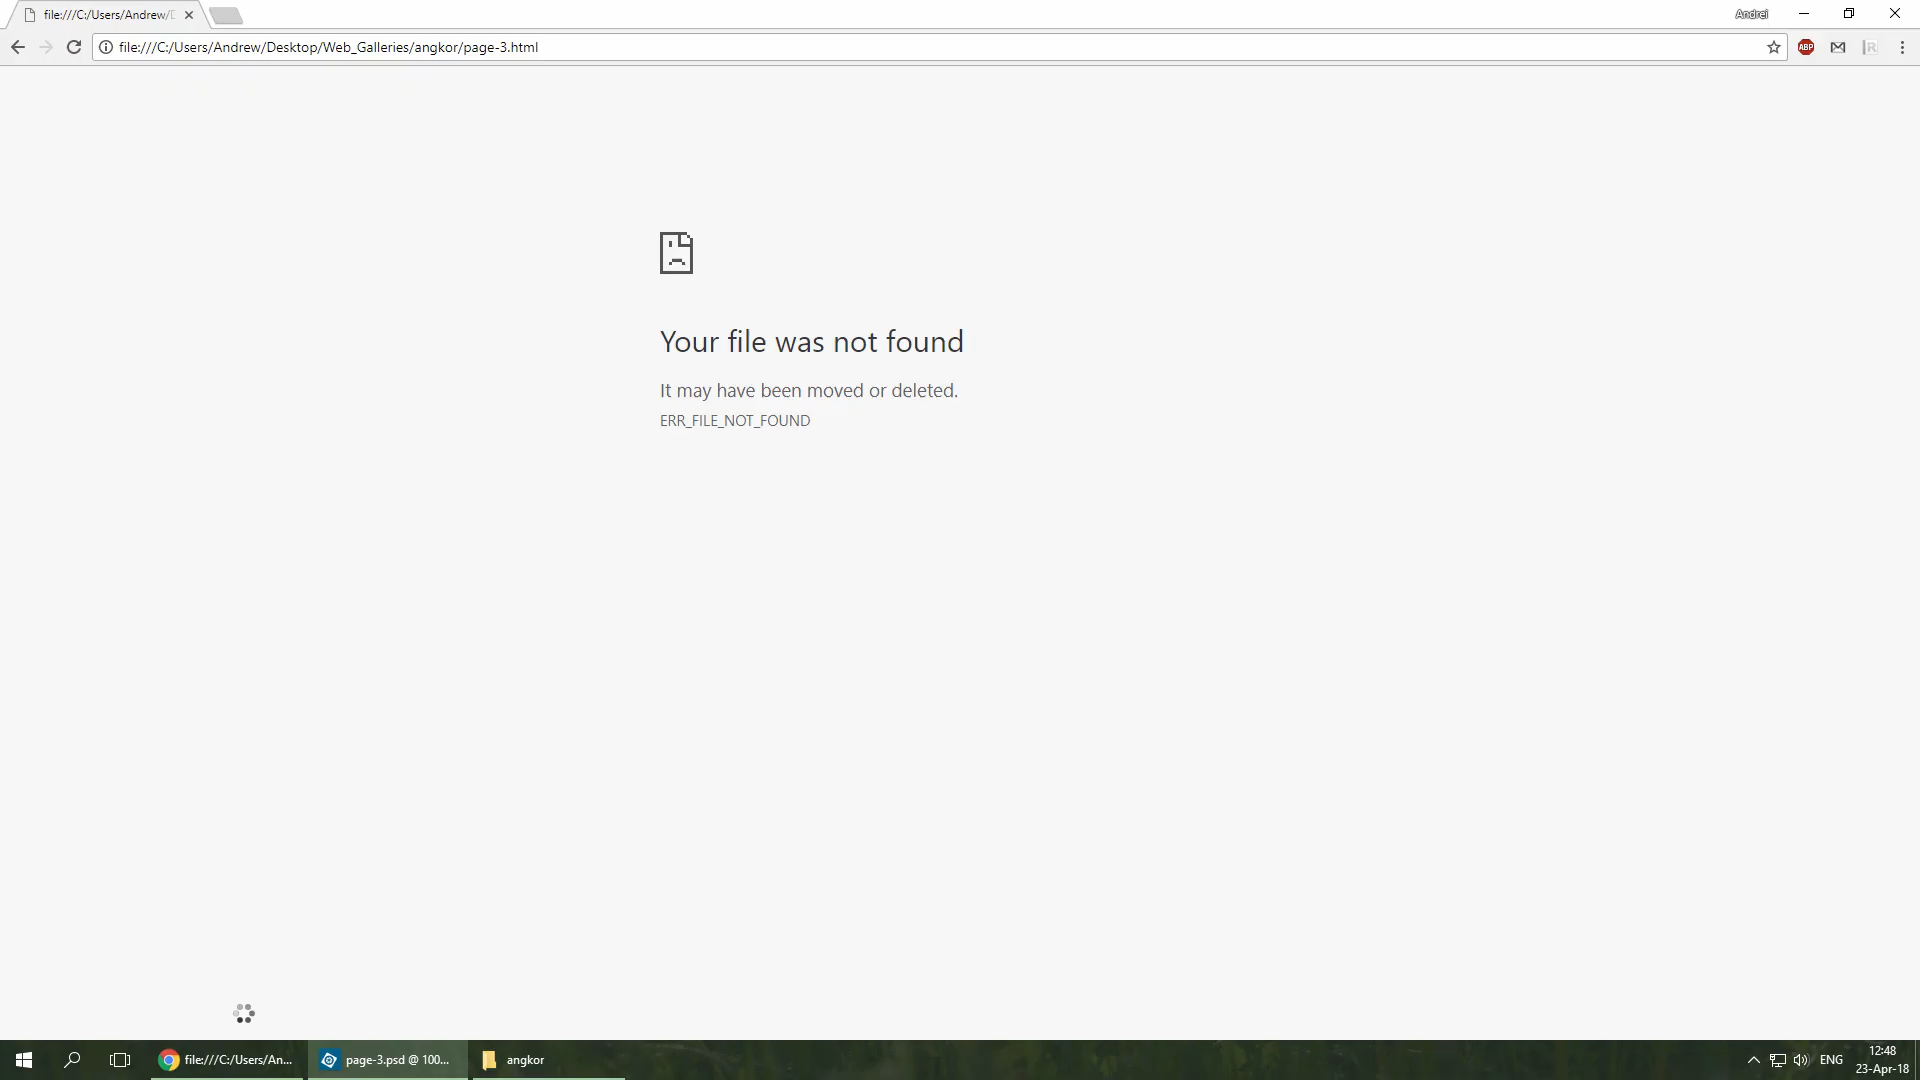 file:///C:/Users/Andrew/D
Andrei
file:///C:/Users/Andrew/Desktop/Web_Galleries/angkor/page-3.html
ABP
R
Your file was not found
It may have been moved or deleted.
ERR_FILE_NOT_FOUND
file:///C:/Users/An...
page-3.psd @ 100...
angkor
ENG
12:48
23-Apr-18